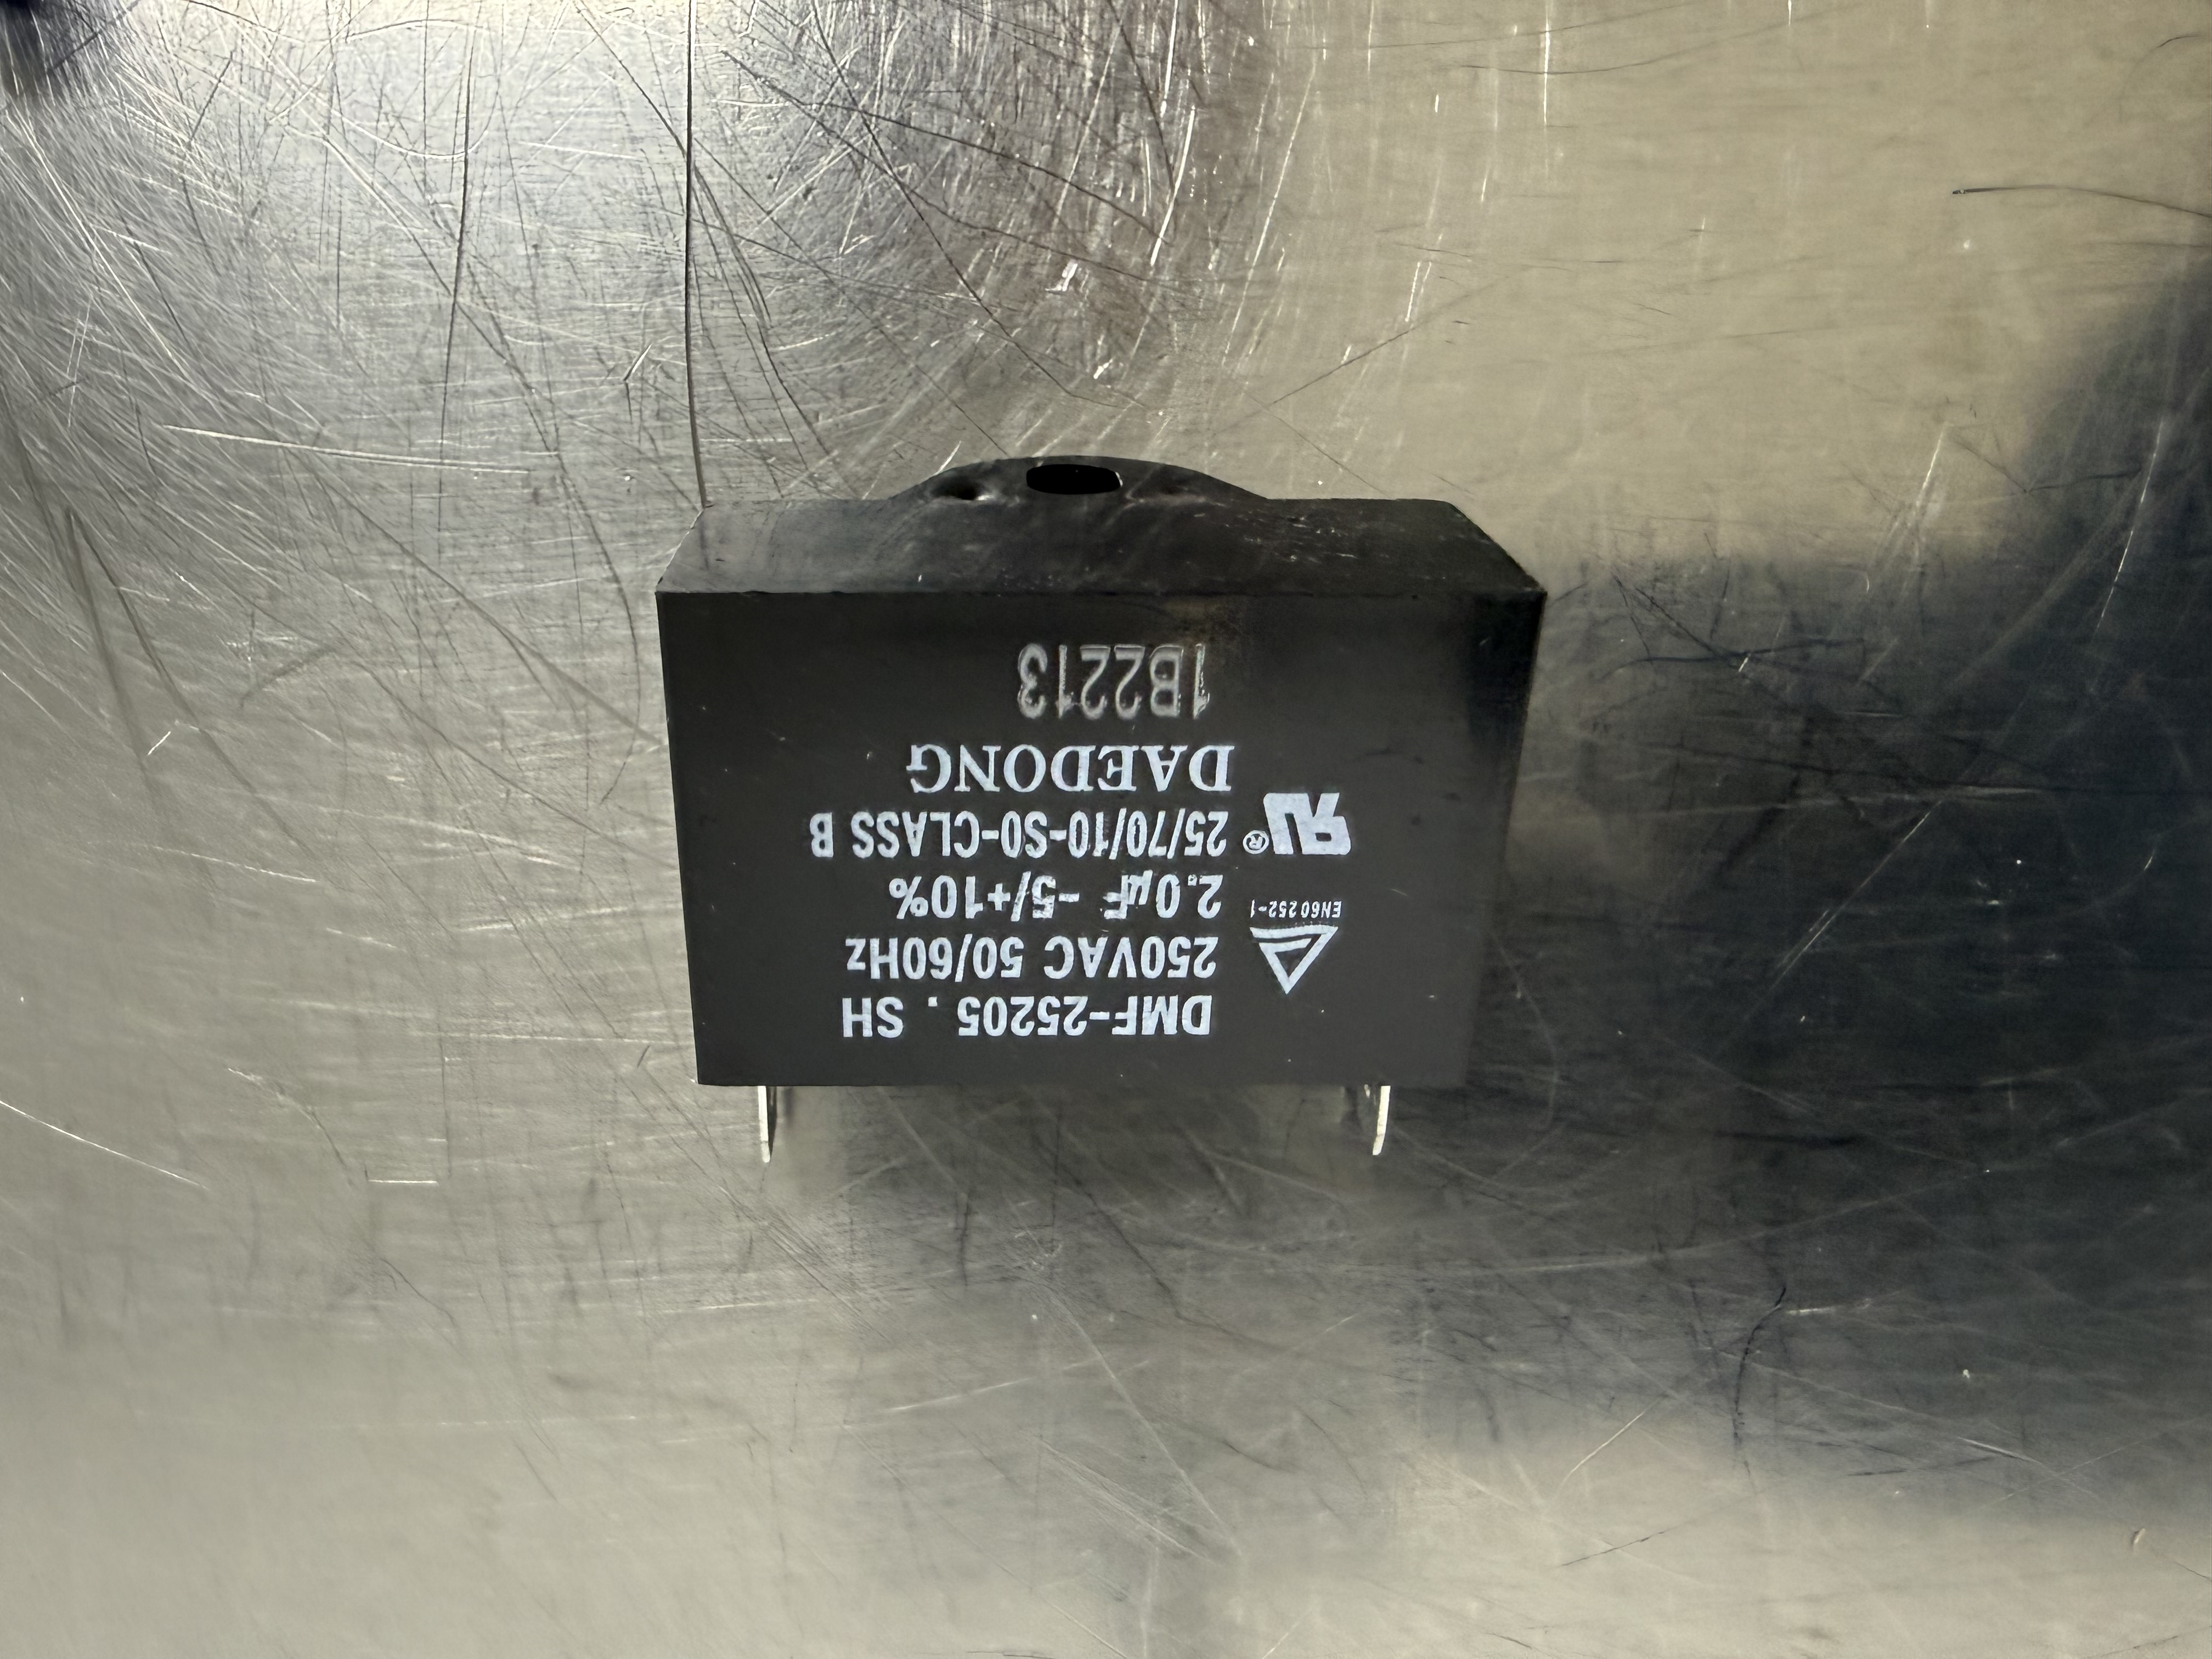 DMF-25205 . SH
250VAC 50/60Hz
EN60252-1
2.0µF -5/+10%
25/70/10-S0-CLASS B
®
DAEDONG
1B2213